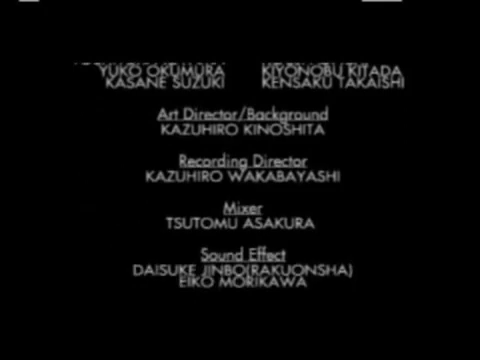 YUKO OKUMURA KIYONOBU KITADA
KASANE SUZUKI KENSAKU TAKAISHI
Art Director/Background
KAZUHIRO KINOSHITA
Recording Director
KAZUHIRO WAKABAYASHI
Mixer
TSUTOMU ASAKURA
Sound Effect
DAISUKE JINBO(RAKUONSHA)
EIKO MORIKAWA